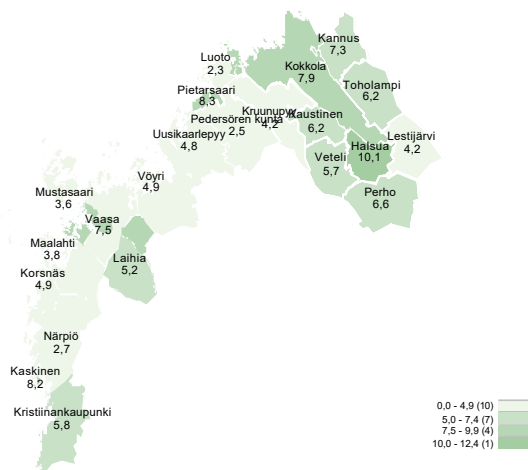 Kannus
7,3
Luoto
2,3
Kokkola
7,9
Toholampi
6,2
Pietarsaari
8,3
Kruunupyy
4,2
Pedersören kunta
2,5
Kaustinen
6,2
Uusikaarlepyy
4,8
Lestijärvi
4,2
Halsua
10,1
Veteli
5,7
Vöyri
4,9
Perho
6,6
Mustasaari
3,6
Vaasa
7,5
Maalahti
3,8
Laihia
5,2
Korsnäs
4,9
Närpiö
2,7
Kaskinen
8,2
Kristiinankaupunki
5,8
0,0 - 4,9 (10)
5,0 - 7,4 (7)
7,5 - 9,9 (4)
10,0 - 12,4 (1)